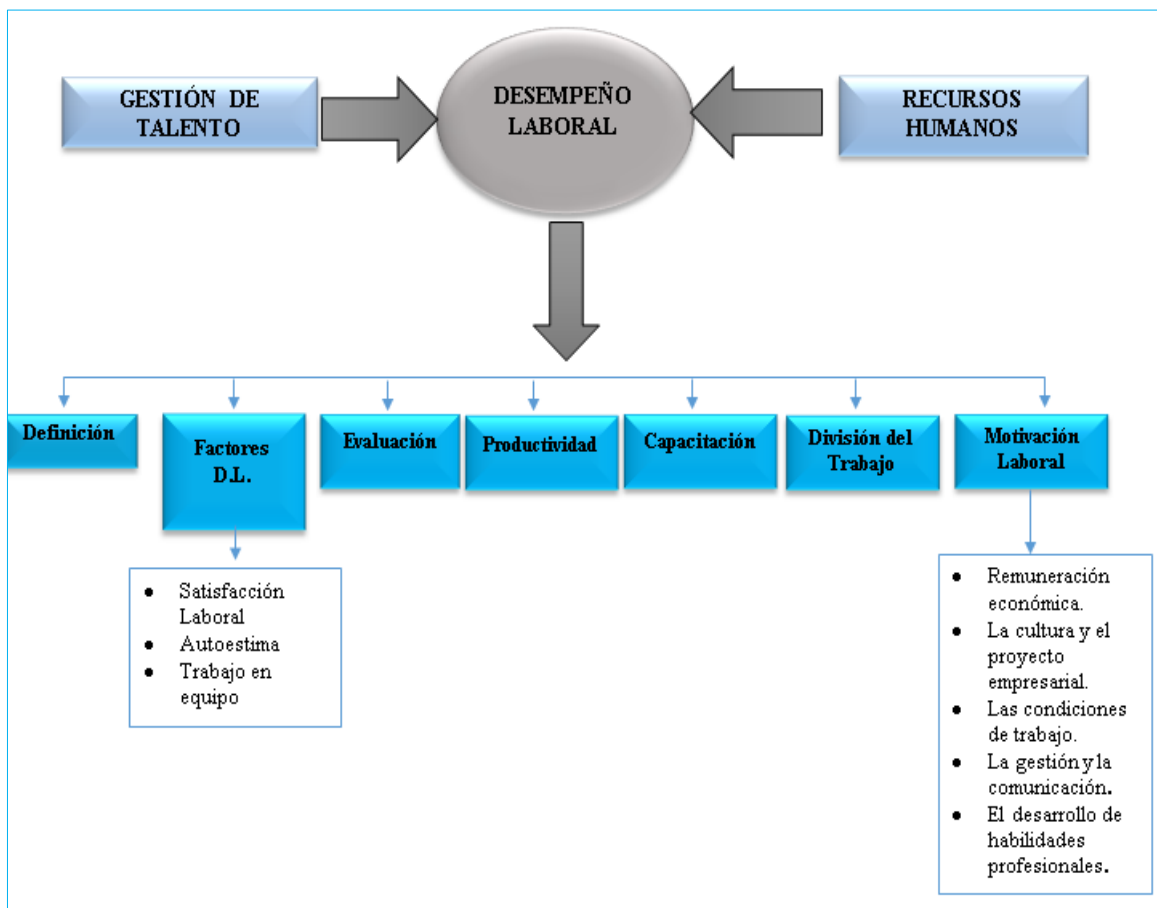 GESTIÓN DE
TALENTO
DESEMPEÑO
LABORAL
RECURSOS
HUMANOS
Definición
Factores
D.L.
Evaluación
Productividad
Capacitación
División del
Trabajo
Motivación
Laboral
• Satisfacción
Laboral
• Autoestima
• Trabajo en
equipo
• Remuneración
económica.
• La cultura y el
proyecto
empresarial.
• Las condiciones
de trabajo.
• La gestión y la
comunicación.
• El desarrollo de
habilidades
profesionales.